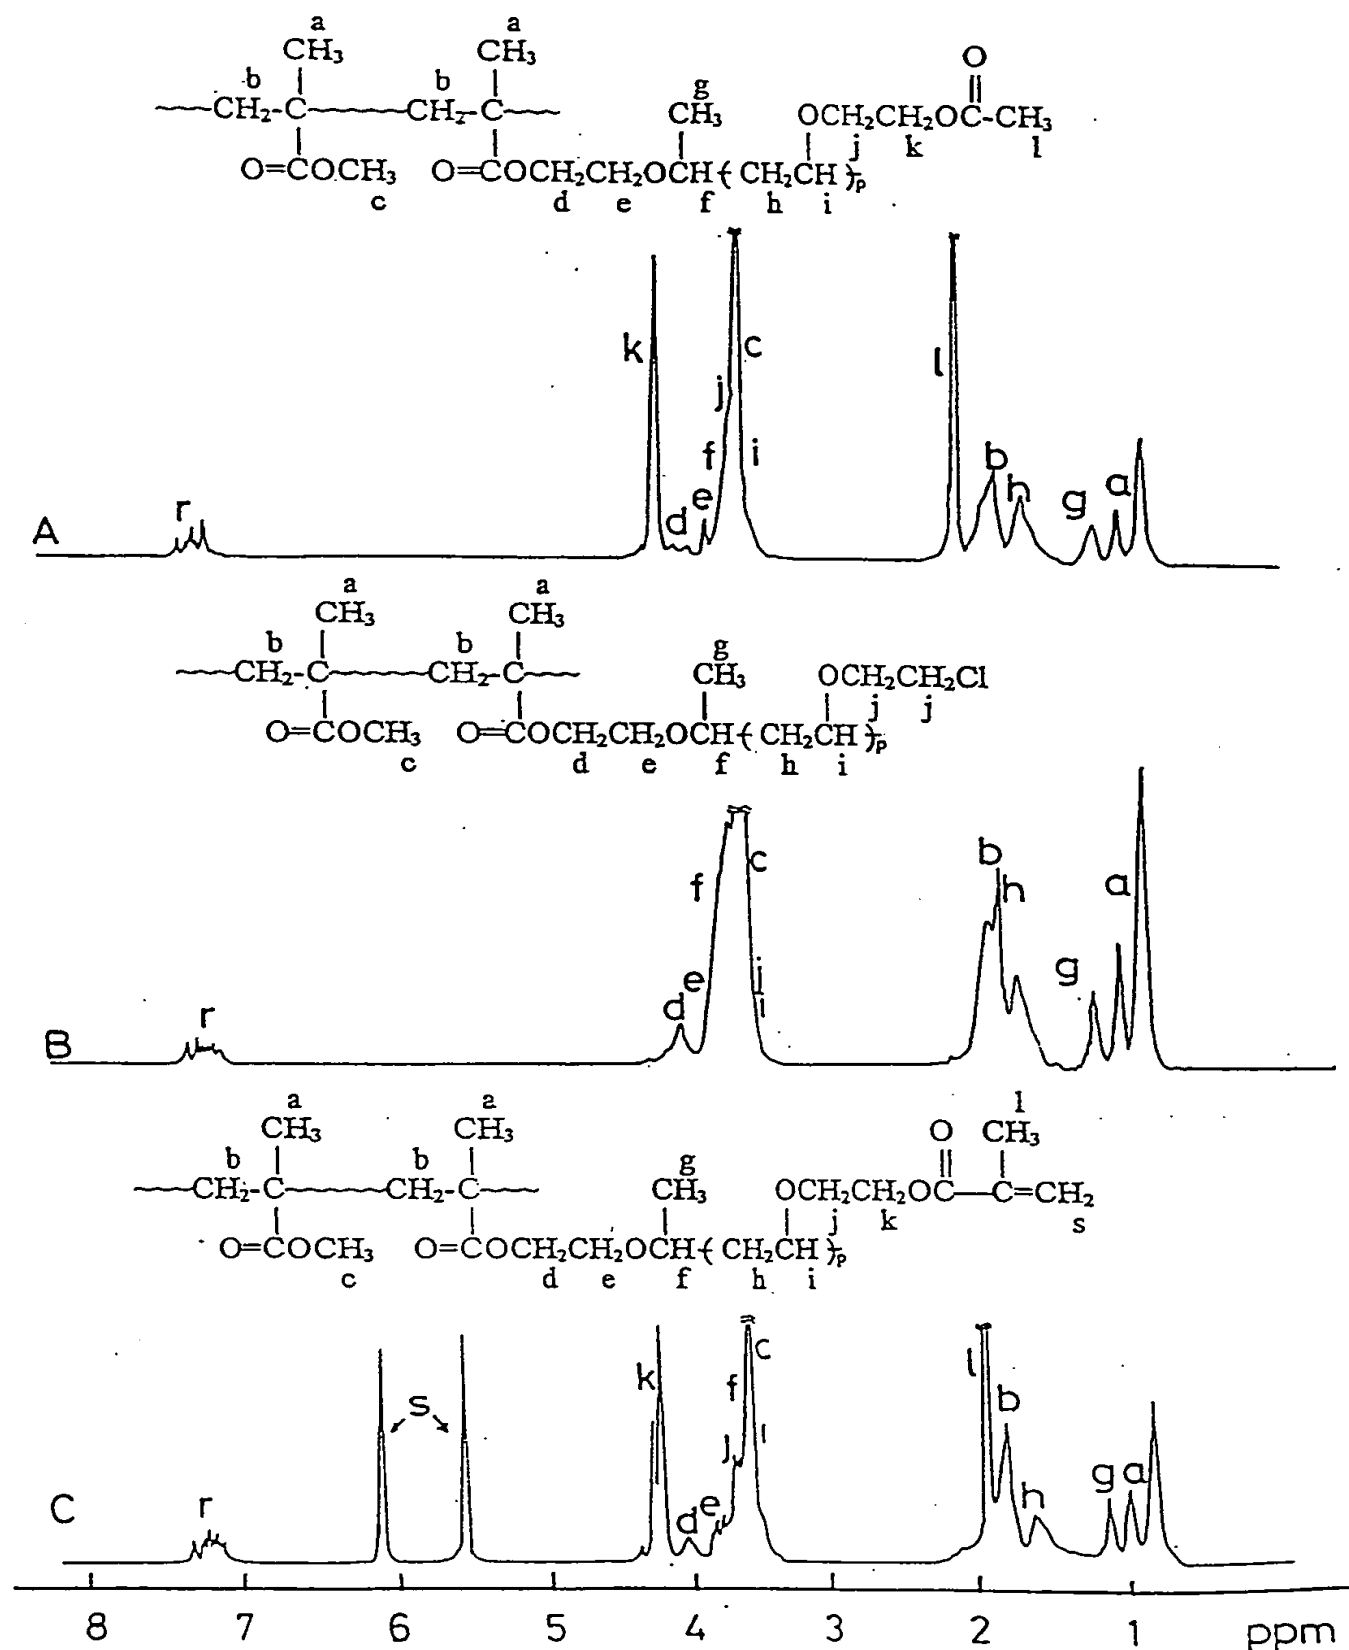 a a
CH3 CH3 O
b b g
CH2-C CH2-C CH3 OCH2CH2OC-CH3
j k l
O=COCH3 O=COCH2CH2OCH(CH2CH)p
c d e f h i
k c
j l
f i b
A r d e h g a
a a
CH3 CH3
b b g
CH2-C CH2-C CH3 OCH2CH2Cl
j j
O=COCH3 O=COCH2CH2OCH(CH2CH)p
c d e f h i
b
c h a
f
e j g
B r d i
a a l
CH3 CH3 O CH3
b b g
CH2-C CH2-C CH3 OCH2CH2OC-C=CH2
j k s
O=COCH3 O=COCH2CH2OCH(CH2CH)p
c d e f h i
c l
s k f b
j i
g a
C r d e h
8 7 6 5 4 3 2 1 ppm